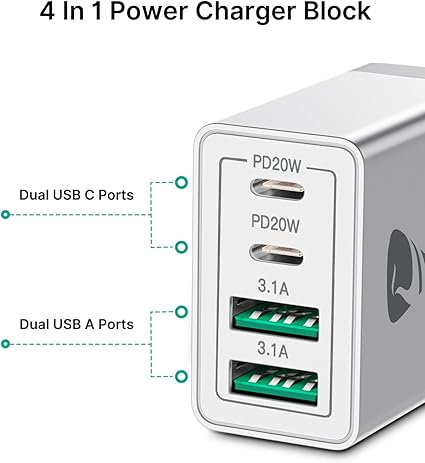 4 In 1 Power Charger Block
PD20W
Dual USB C Ports
PD20W
3.1A
Dual USB A Ports
3.1A